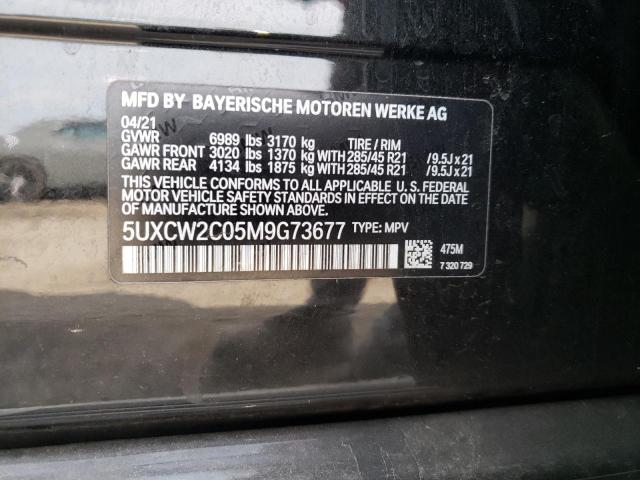 MFD BY BAYERISCHE MOTOREN WERKE AG
04/21
GVWR 6989 lbs 3170 kg TIRE / RIM
GAWR FRONT 3020 lbs 1370 kg WITH 285/45 R21 /9.5J x 21
GAWR REAR 4134 lbs 1875 kg WITH 285/45 R21 /9.5J x 21
THIS VEHICLE CONFORMS TO ALL APPLICABLE U. S. FEDERAL
MOTOR VEHICLE SAFETY STANDARDS IN EFFECT ON THE
DATE OF MANUFACTURE SHOWN ABOVE.
5UXCW2C05M9G73677 TYPE: MPV
475M
7 320 729